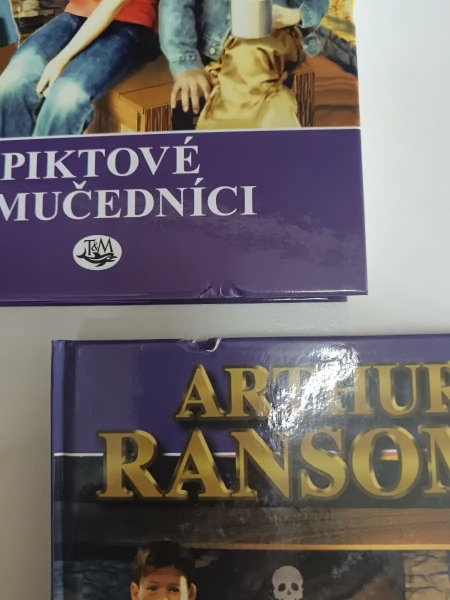 PIKTOVÉ
MUČEDNÍCI
T&M
ARTHUR
RANSOM